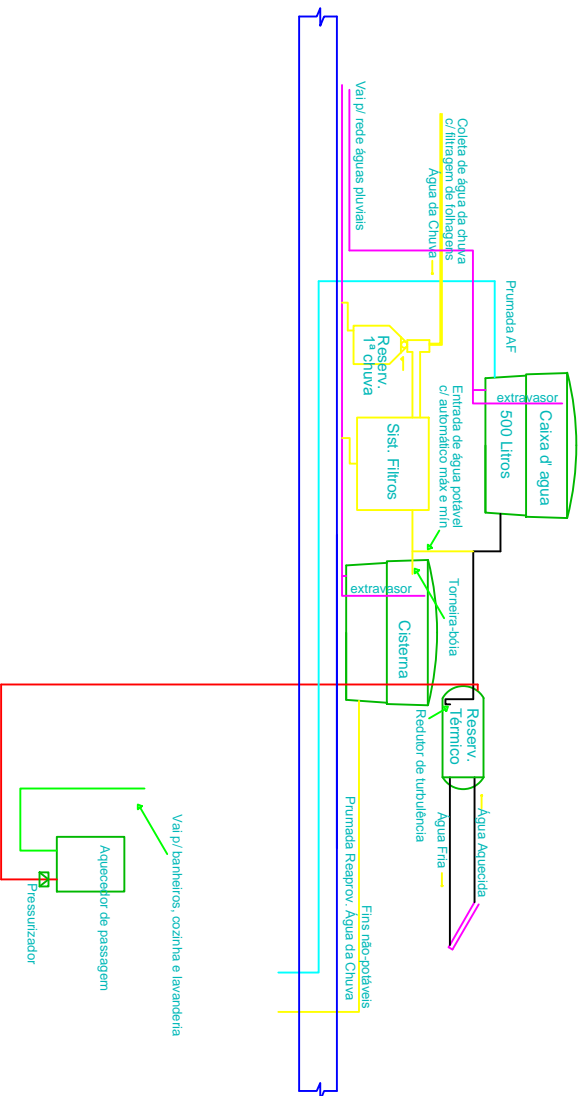 Coleta de água da chuva
c/ filtragem de folhagens
Água da Chuva
Vai p/ rede águas pluviais
Prumada AF
Reserv.
1ª chuva
extravasor
Caixa d' agua
500 Litros
Entrada de água potável
c/ automático máx e mín
Sist. Filtros
Torneira-bóia
extravasor
Cisterna
Reserv.
Térmico
Redutor de turbulência
Água Aquecida
Água Fria
Prumada Reaprov. Água da Chuva
Fins não-potáveis
Vai p/ banheiros, cozinha e lavanderia
Aquecedor de passagem
Pressurizador